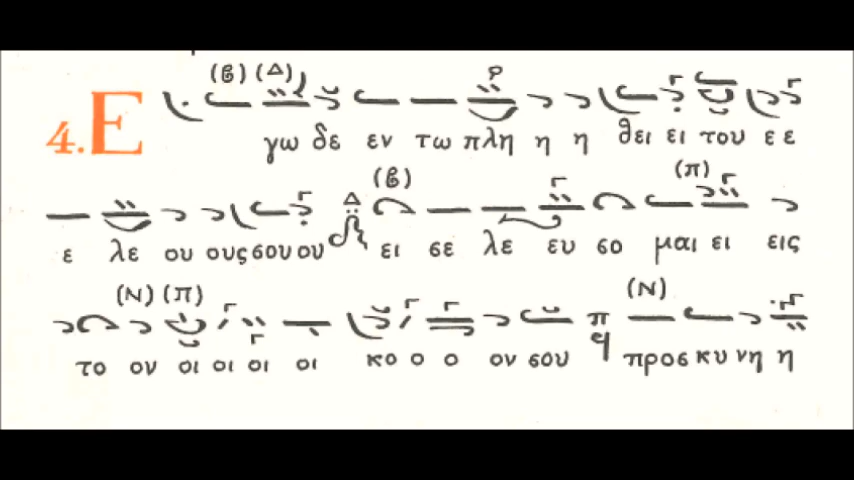 (β) (Δ)
4. Εγω δε εν τω πλη η η θει ει του ε ε
(β) (π)
ε λε ου ους σου ου Δ ει σε λε ευ σο μαι ει εις
(Ν) (π) (Ν)
το ον οι οι οι οι κο ο ο ον σου π q προσ κυ νη η